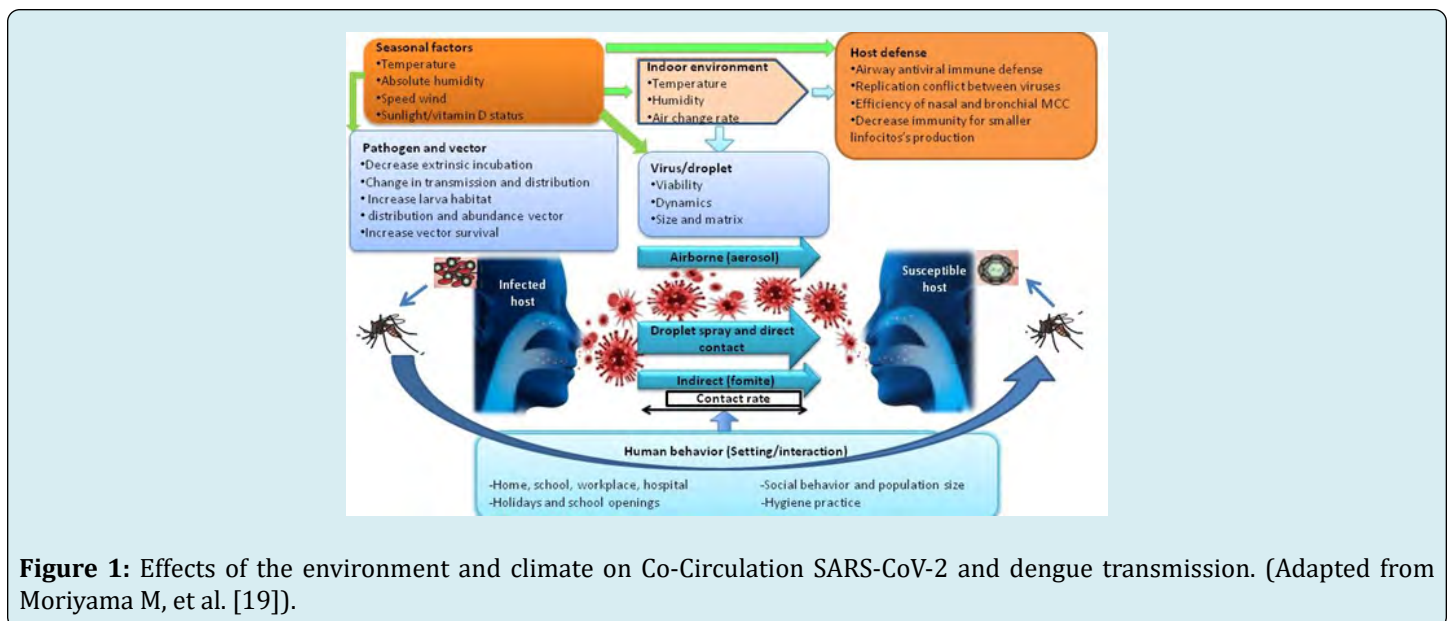 Seasonal factors
•Temperature
•Absolute humidity
•Speed wind
•Sunlight/vitamin D status
Indoor environment
•Temperature
•Humidity
•Air change rate
Host defense
•Airway antiviral immune defense
•Replication conflict between viruses
•Efficiency of nasal and bronchial MCC
•Decrease immunity for smaller
linfocitos's production
Pathogen and vector
•Decrease extrinsic incubation
•Change in transmission and distribution
•Increase larva habitat
•distribution and abundance vector
•Increase vector survival
Virus/droplet
•Viability
•Dynamics
•Size and matrix
Airborne (aerosol)
Infected
host
Susceptible
host
Droplet spray and direct
contact
Indirect (fomite)
Contact rate
Human behavior (Setting/interaction)
-Home, school, workplace, hospital
-Holidays and school openings
-Social behavior and population size
-Hygiene practice
Figure 1: Effects of the environment and climate on Co-Circulation SARS-CoV-2 and dengue transmission. (Adapted from
Moriyama M, et al. [19]).